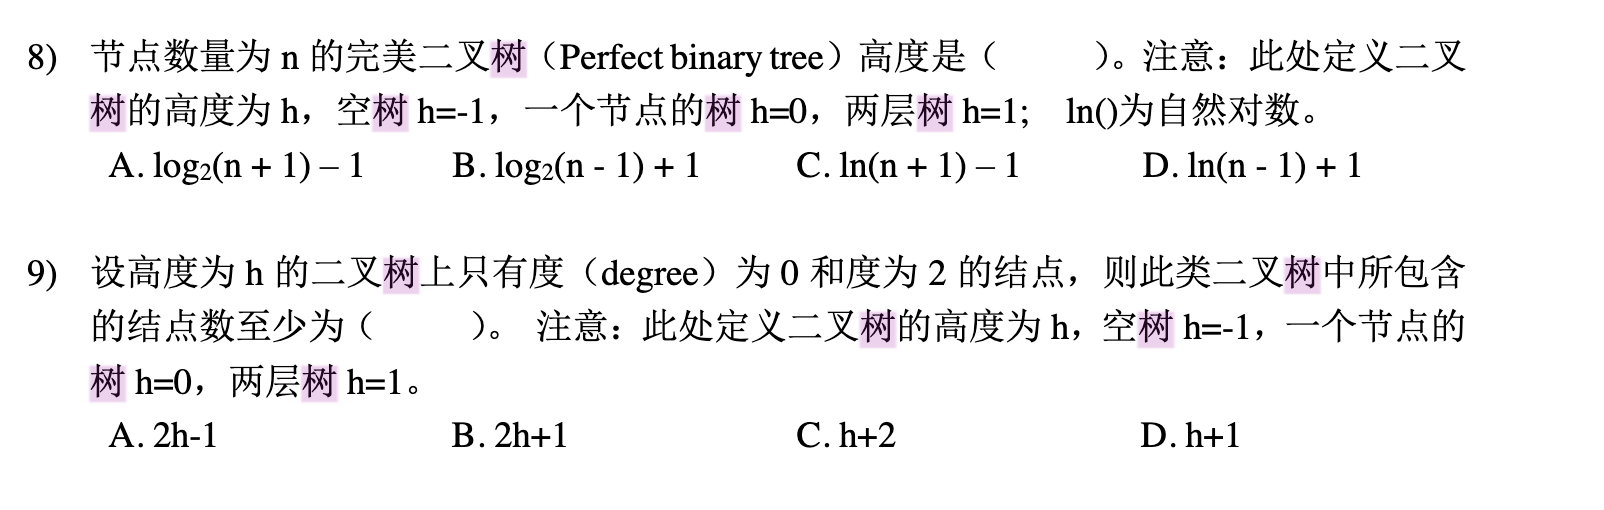 8) 节点数量为 n 的完美二叉树（Perfect binary tree）高度是（　　）。注意：此处定义二叉
树的高度为 h，空树 h=-1，一个节点的树 h=0，两层树 h=1;　ln()为自然对数。
A. log₂(n + 1) – 1　B. log₂(n - 1) + 1　C. ln(n + 1) – 1　D. ln(n - 1) + 1
9) 设高度为 h 的二叉树上只有度（degree）为 0 和度为 2 的结点，则此类二叉树中所包含
的结点数至少为（　　）。 注意：此处定义二叉树的高度为 h，空树 h=-1，一个节点的
树 h=0，两层树 h=1。
A. 2h-1　B. 2h+1　C. h+2　D. h+1